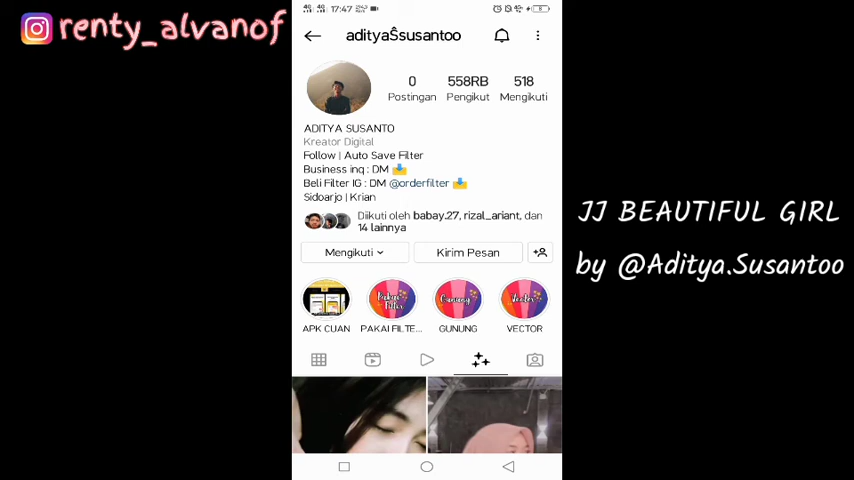 renty_alvanof
17:47
8
adityaŜsusantoo
0
Postingan
558RB
Pengikut
518
Mengikuti
ADITYA SUSANTO
Kreator Digital
Follow | Auto Save Filter
Business inq : DM
Beli Filter IG : DM @orderfilter
Sidoarjo | Krian
Diikuti oleh babay.27, rizal_ariant, dan
14 lainnya
Mengikuti
Kirim Pesan
APK CUAN
PAKAI FILTE...
GUNUNG
VECTOR
JJ BEAUTIFUL GIRL
by @Aditya.Susantoo